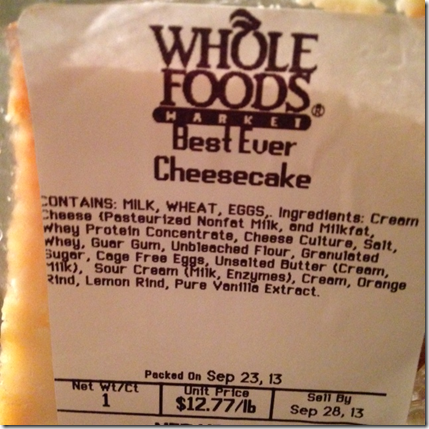 WHOLE
FOODS®
MARKET
Best Ever
Cheesecake
CONTAINS: MILK, WHEAT, EGGS,. Ingredients: Cream
Cheese (Pasteurized Nonfat Milk, and Milkfat,
Whey Protein Concentrate, Cheese Culture, Salt,
Whey, Guar Gum, Unbleached Flour, Granulated
Sugar, Cage Free Eggs, Unsalted Butter (Cream,
Milk), Sour Cream (Milk, Enzymes), Cream, Orange
Rind, Lemon Rind, Pure Vanilla Extract.
Packed On Sep 23, 13
Net Wt/Ct Unit Price Sell By
1 $12.77/lb Sep 28, 13